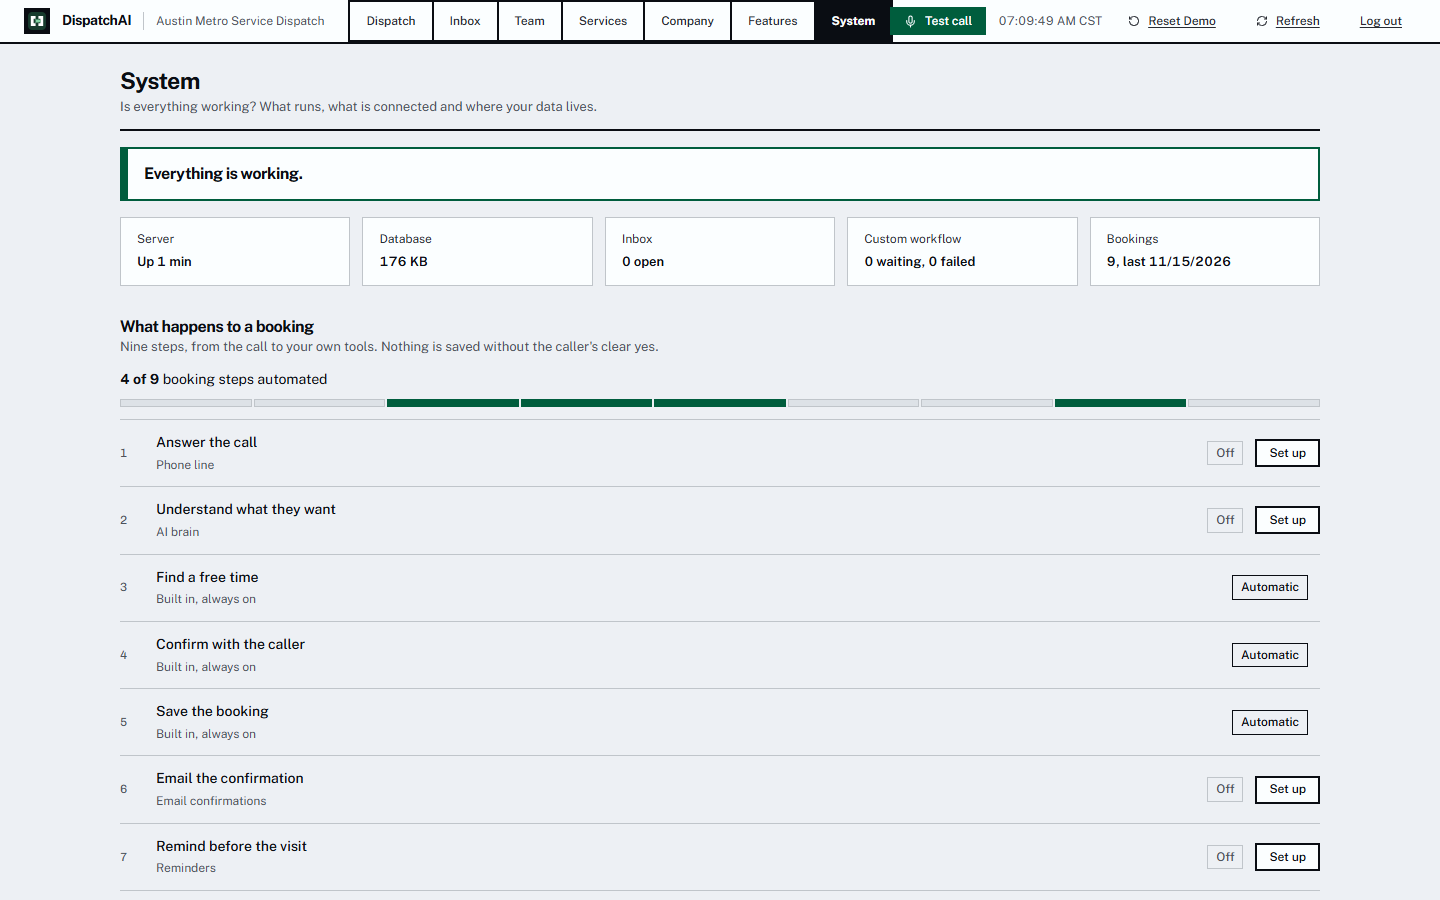 DispatchAI Austin Metro Service Dispatch Dispatch Inbox Team Services Company Features System Test call 07:09:49 AM CST Reset Demo Refresh Log out
System
Is everything working? What runs, what is connected and where your data lives.
Everything is working.
Server
Up 1 min
Database
176 KB
Inbox
0 open
Custom workflow
0 waiting, 0 failed
Bookings
9, last 11/15/2026
What happens to a booking
Nine steps, from the call to your own tools. Nothing is saved without the caller's clear yes.
4 of 9 booking steps automated
1 Answer the call Off Set up
Phone line
2 Understand what they want Off Set up
AI brain
3 Find a free time Automatic
Built in, always on
4 Confirm with the caller Automatic
Built in, always on
5 Save the booking Automatic
Built in, always on
6 Email the confirmation Off Set up
Email confirmations
7 Remind before the visit Off Set up
Reminders